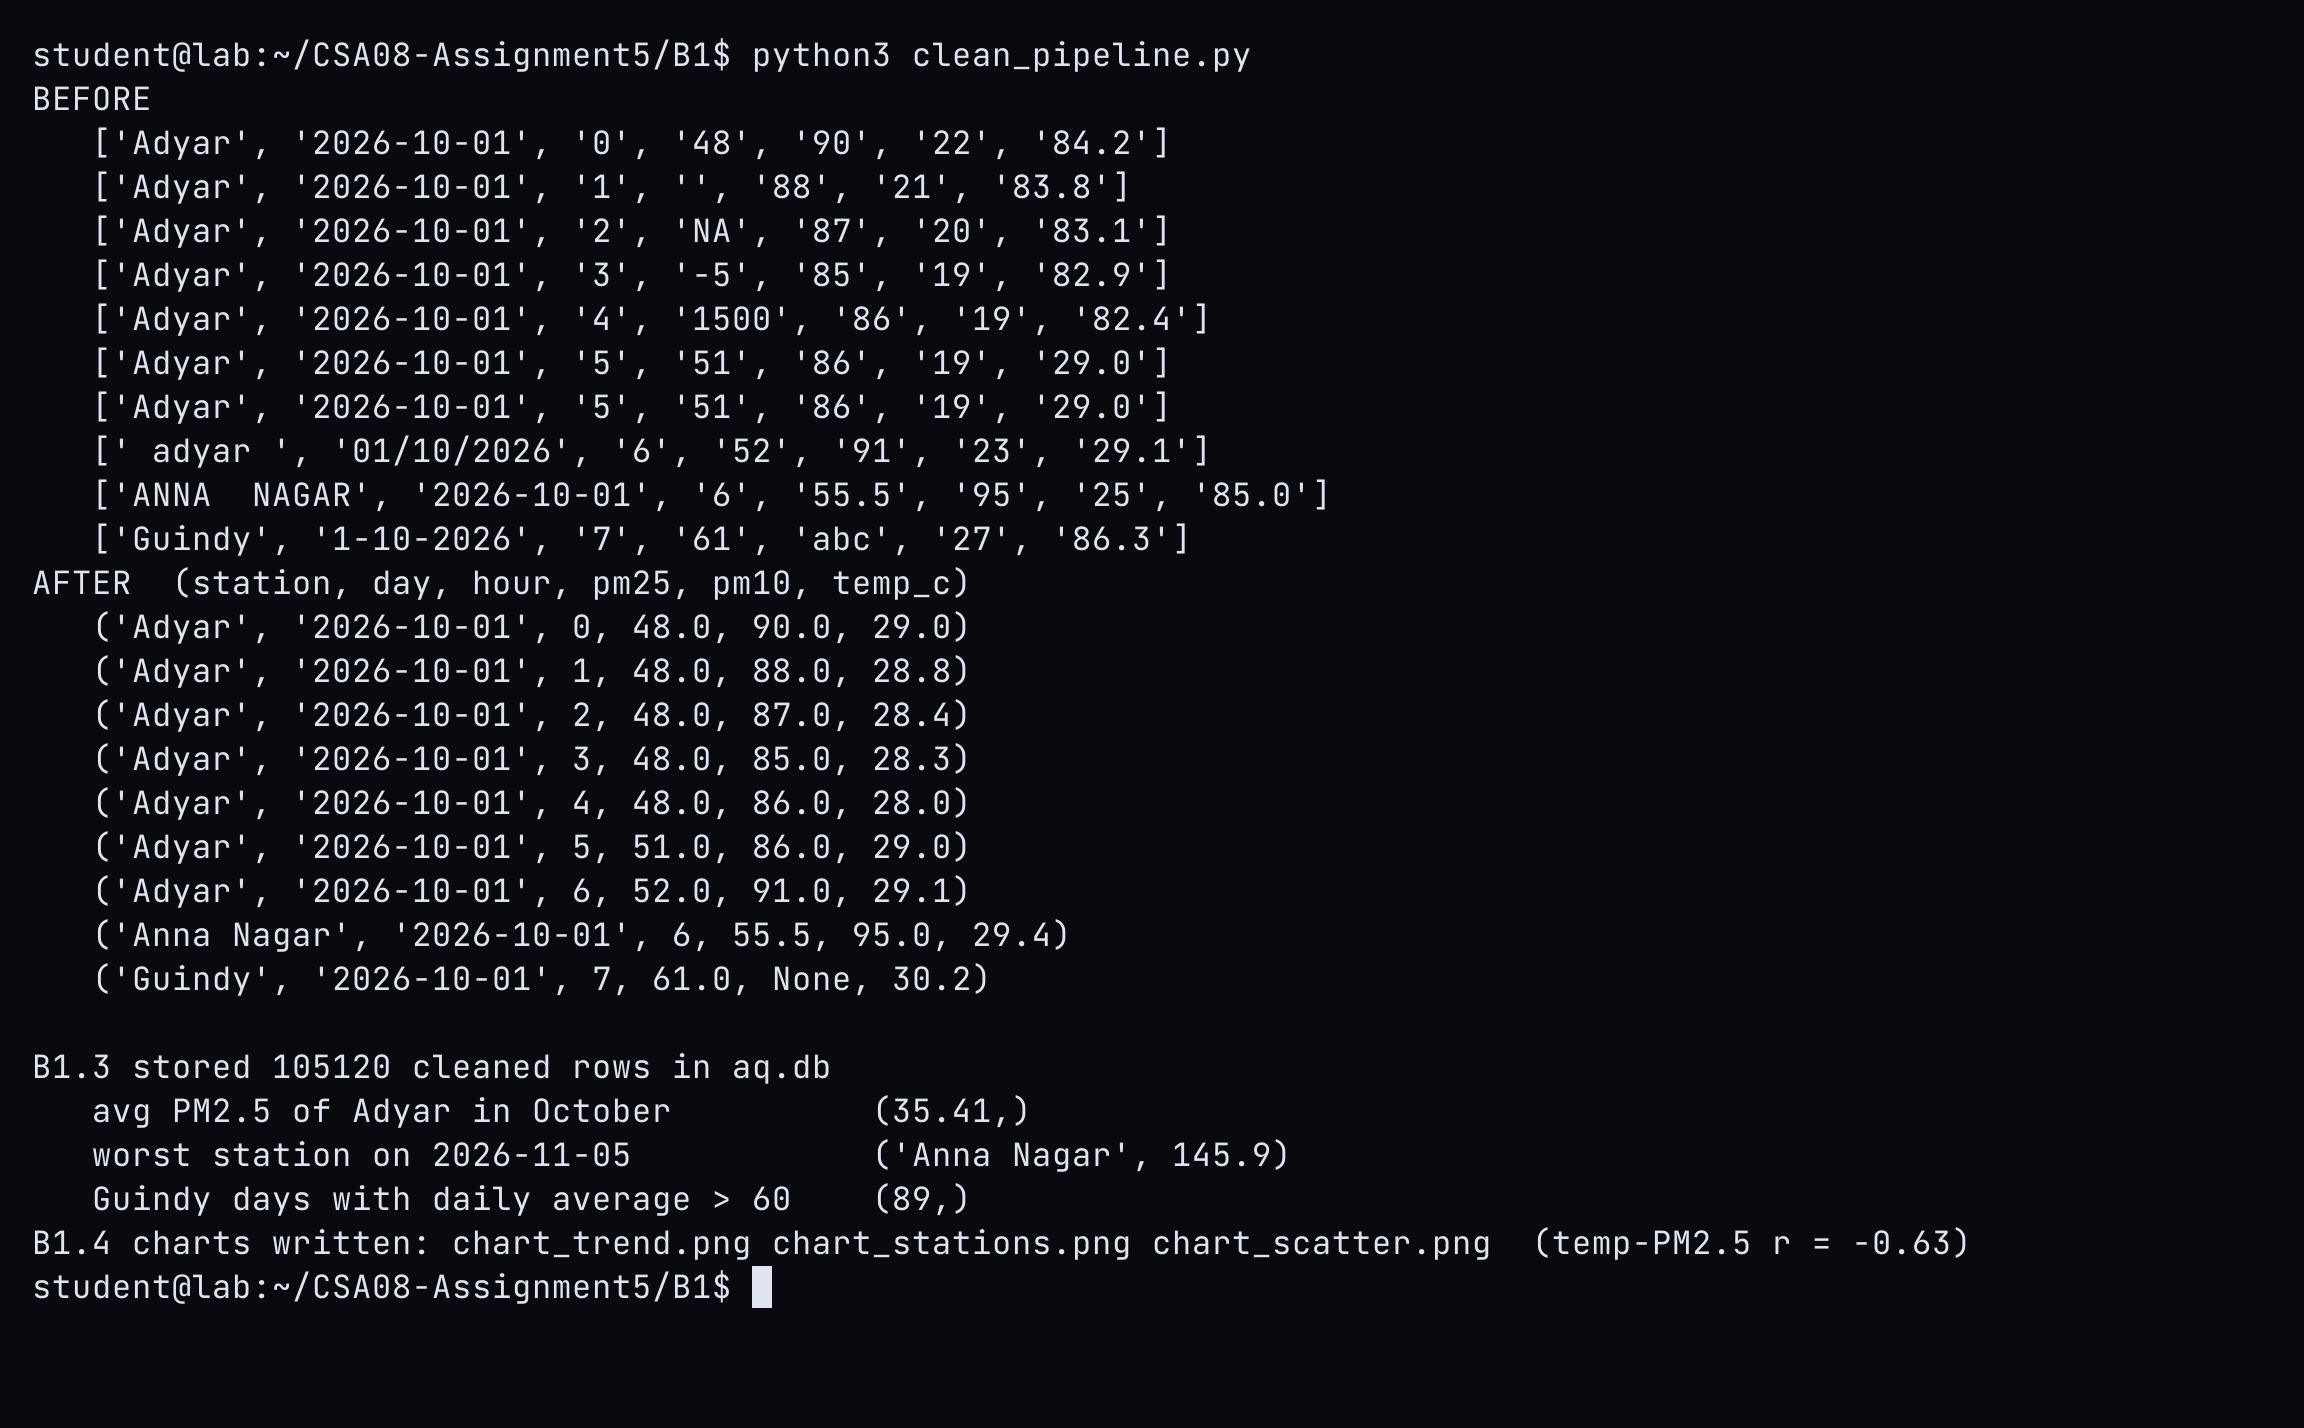 student@lab:~/CSA08-Assignment5/B1$ python3 clean_pipeline.py
BEFORE
   ['Adyar', '2026-10-01', '0', '48', '90', '22', '84.2']
   ['Adyar', '2026-10-01', '1', '', '88', '21', '83.8']
   ['Adyar', '2026-10-01', '2', 'NA', '87', '20', '83.1']
   ['Adyar', '2026-10-01', '3', '-5', '85', '19', '82.9']
   ['Adyar', '2026-10-01', '4', '1500', '86', '19', '82.4']
   ['Adyar', '2026-10-01', '5', '51', '86', '19', '29.0']
   ['Adyar', '2026-10-01', '5', '51', '86', '19', '29.0']
   [' adyar ', '01/10/2026', '6', '52', '91', '23', '29.1']
   ['ANNA  NAGAR', '2026-10-01', '6', '55.5', '95', '25', '85.0']
   ['Guindy', '1-10-2026', '7', '61', 'abc', '27', '86.3']
AFTER  (station, day, hour, pm25, pm10, temp_c)
   ('Adyar', '2026-10-01', 0, 48.0, 90.0, 29.0)
   ('Adyar', '2026-10-01', 1, 48.0, 88.0, 28.8)
   ('Adyar', '2026-10-01', 2, 48.0, 87.0, 28.4)
   ('Adyar', '2026-10-01', 3, 48.0, 85.0, 28.3)
   ('Adyar', '2026-10-01', 4, 48.0, 86.0, 28.0)
   ('Adyar', '2026-10-01', 5, 51.0, 86.0, 29.0)
   ('Adyar', '2026-10-01', 6, 52.0, 91.0, 29.1)
   ('Anna Nagar', '2026-10-01', 6, 55.5, 95.0, 29.4)
   ('Guindy', '2026-10-01', 7, 61.0, None, 30.2)

B1.3 stored 105120 cleaned rows in aq.db
   avg PM2.5 of Adyar in October          (35.41,)
   worst station on 2026-11-05            ('Anna Nagar', 145.9)
   Guindy days with daily average > 60    (89,)
B1.4 charts written: chart_trend.png chart_stations.png chart_scatter.png  (temp-PM2.5 r = -0.63)
student@lab:~/CSA08-Assignment5/B1$